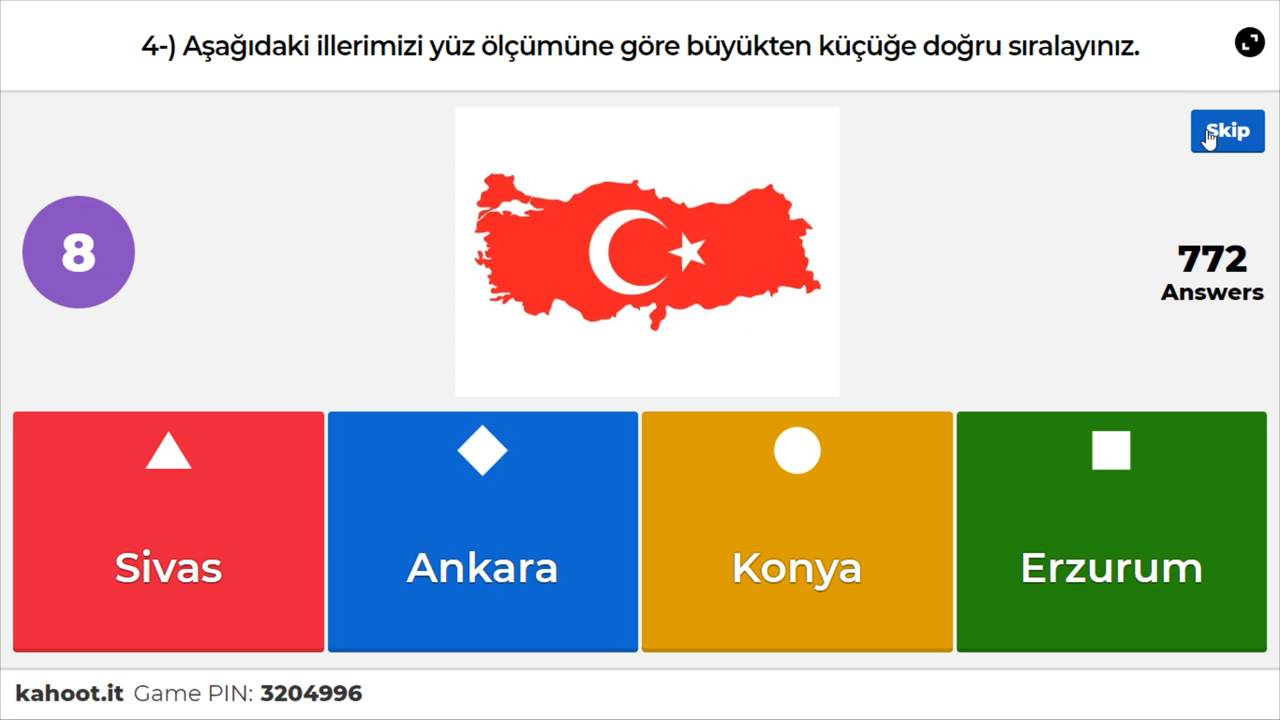 4-) Aşağıdaki illerimizi yüz ölçümüne göre büyükten küçüğe doğru sıralayınız.
Skip
8
772
Answers
Sivas
Ankara
Konya
Erzurum
kahoot.it Game PIN: 3204996